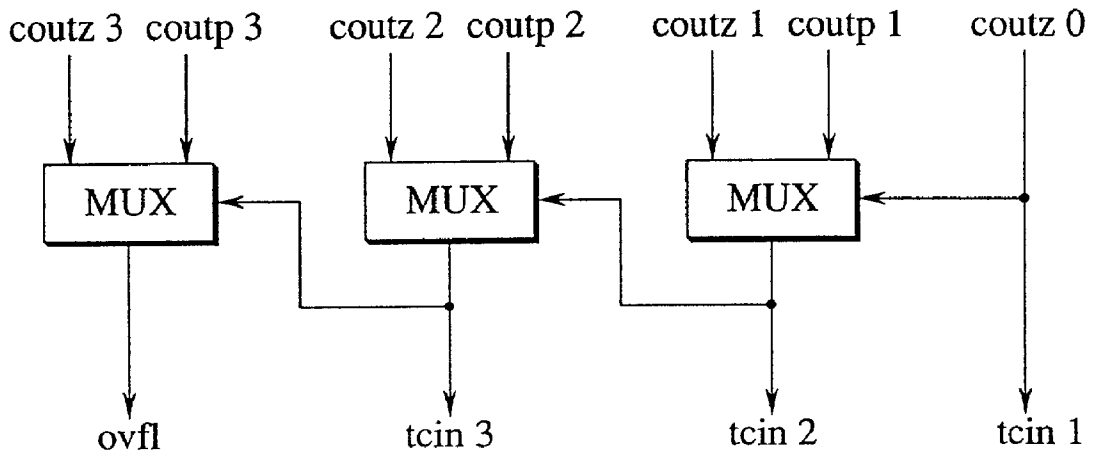 coutz 3 coutp 3 coutz 2 coutp 2 coutz 1 coutp 1 coutz 0
MUX MUX MUX
ovfl tcin 3 tcin 2 tcin 1